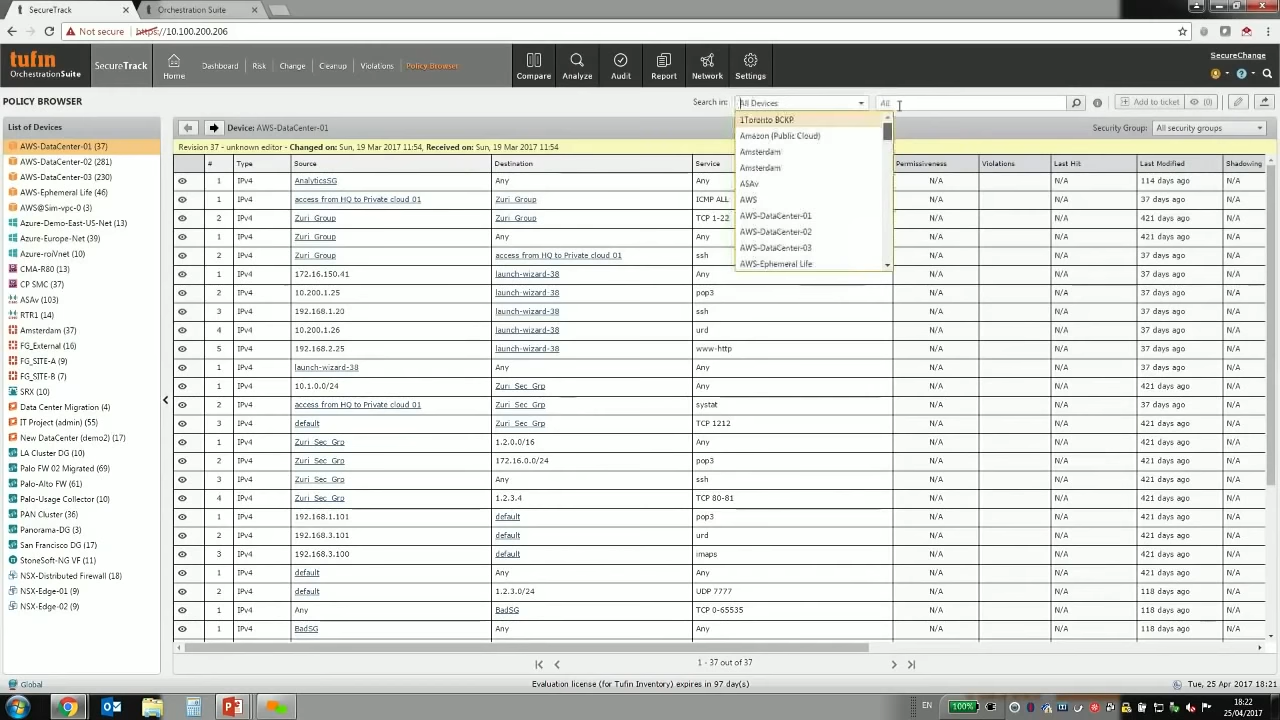 SecureTrack
Orchestration Suite
Not secure https://10.100.200.206
tufin
OrchestrationSuite
SecureTrack
Home
Dashboard
Risk
Change
Cleanup
Violations
Policy Browser
Compare
Analyze
Audit
Report
Network
Settings
SecureChange
POLICY BROWSER
Search in:
All Devices
All
Add to ticket
(0)
1Toronto BCKP
Amazon (Public Cloud)
Amsterdam
Amsterdam
ASAv
AWS
AWS-DataCenter-01
AWS-DataCenter-02
AWS-DataCenter-03
AWS-Ephemeral Life
List of Devices
AWS-DataCenter-01 (37)
AWS-DataCenter-02 (281)
AWS-DataCenter-03 (230)
AWS-Ephemeral Life (46)
AWS@Sim-vpc-0 (3)
Azure-Demo-East-US-Net (23)
Azure-Europe-Net (39)
Azure-roiVnet (10)
CMA-R80 (13)
CP SMC (37)
ASAv (103)
RTR1 (14)
Amsterdam (37)
FG_External (16)
FG_SITE-A (9)
FG_SITE-B (7)
SRX (10)
Data Center Migration (4)
IT Project (admin) (55)
New DataCenter (demo2) (17)
LA Cluster DG (10)
Palo FW 02 Migrated (69)
Palo-Alto FW (61)
Palo-Usage Collector (10)
PAN Cluster (36)
Panorama-DG (3)
San Francisco DG (17)
StoneSoft-NG VF (11)
NSX-Distributed Firewall (18)
NSX-Edge-01 (9)
NSX-Edge-02 (9)
Device: AWS-DataCenter-01
Security Group: All security groups
Revision 37 - unknown editor - Changed on: Sun, 19 Mar 2017 11:54, Received on: Sun, 19 Mar 2017 11:54
# Type Source Destination Service Permissiveness Violations Last Hit Last Modified Shadowing
1 IPv4 AnalyticsSG Any Any N/A N/A 114 days ago N/A
1 IPv4 access from HQ to Private cloud 01 Zuri_Group ICMP ALL N/A N/A 37 days ago N/A
2 IPv4 Zuri_Group Zuri_Group TCP 1-22 N/A N/A 37 days ago N/A
1 IPv4 Zuri_Group Any Any N/A N/A 37 days ago N/A
2 IPv4 Zuri_Group access from HQ to Private cloud 01 ssh N/A N/A 37 days ago N/A
1 IPv4 172.16.150.41 launch-wizard-38 Any N/A N/A 37 days ago N/A
2 IPv4 10.200.1.25 launch-wizard-38 pop3 N/A N/A 37 days ago N/A
3 IPv4 192.168.1.20 launch-wizard-38 ssh N/A N/A 37 days ago N/A
4 IPv4 10.200.1.26 launch-wizard-38 urd N/A N/A 37 days ago N/A
5 IPv4 192.168.2.25 launch-wizard-38 www-http N/A N/A 37 days ago N/A
1 IPv4 launch-wizard-38 Any Any N/A N/A 37 days ago N/A
1 IPv4 10.1.0.0/24 Zuri_Sec_Grp Any N/A N/A 421 days ago N/A
2 IPv4 access from HQ to Private cloud 01 Zuri_Sec_Grp systat N/A N/A 37 days ago N/A
3 IPv4 default Zuri_Sec_Grp TCP 1212 N/A N/A 421 days ago N/A
1 IPv4 Zuri_Sec_Grp 1.2.0.0/16 Any N/A N/A 421 days ago N/A
2 IPv4 Zuri_Sec_Grp 172.16.0.0/24 pop3 N/A N/A 421 days ago N/A
3 IPv4 Zuri_Sec_Grp Any ssh N/A N/A 421 days ago N/A
4 IPv4 Zuri_Sec_Grp 1.2.3.4 TCP 80-81 N/A N/A 421 days ago N/A
1 IPv4 192.168.1.101 default pop3 N/A N/A 421 days ago N/A
2 IPv4 192.168.3.101 default urd N/A N/A 421 days ago N/A
3 IPv4 192.168.3.100 default imaps N/A N/A 421 days ago N/A
1 IPv4 default Any Any N/A N/A 421 days ago N/A
2 IPv4 default 1.2.3.0/24 UDP 7777 N/A N/A 118 days ago N/A
1 IPv4 Any BadSG TCP 0-65535 N/A N/A 118 days ago N/A
1 IPv4 BadSG Any Any N/A N/A 118 days ago N/A
1 - 37 out of 37
Global
Evaluation license (for Tufin Inventory) expires in 97 day(s)
Tue, 25 Apr 2017 18:21
EN
100%
18:22
25/04/2017